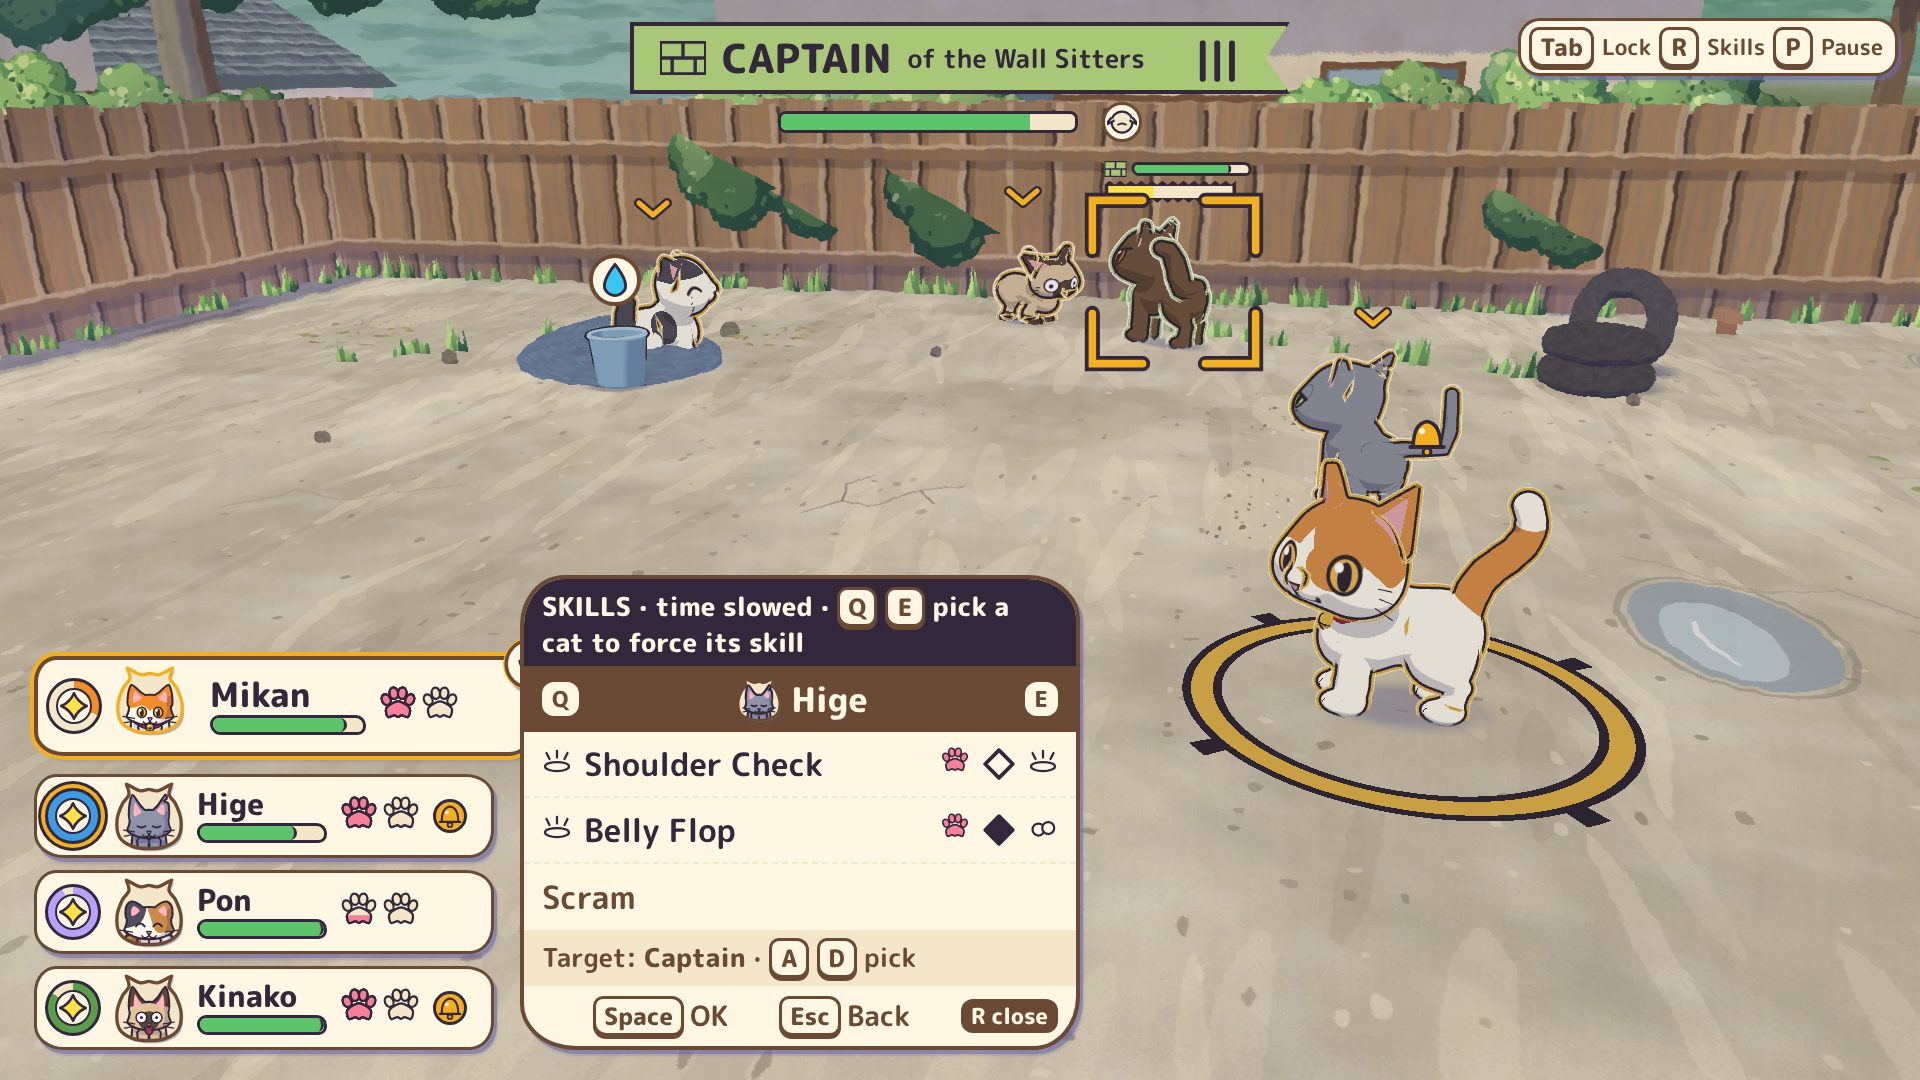 CAPTAIN of the Wall Sitters
Tab Lock R Skills P Pause
SKILLS · time slowed · Q E pick a
cat to force its skill
Q Hige E
Shoulder Check
Belly Flop
Scram
Target: Captain · A D pick
Space OK Esc Back R close
Mikan
Hige
Pon
Kinako